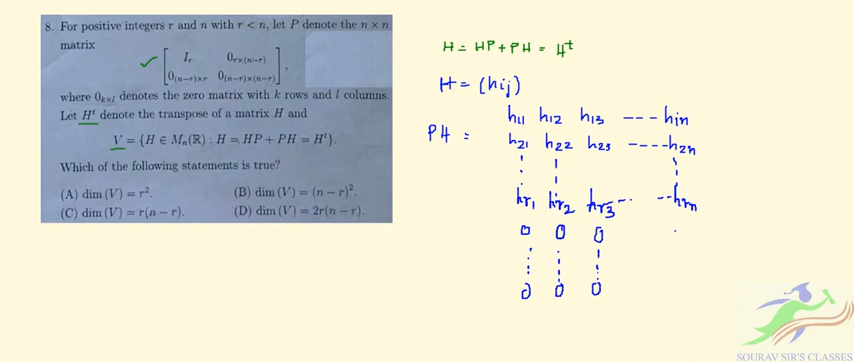 8. For positive integers r and n with r < n, let P denote the n × n
matrix
✓ [ I_r 0_{r×(n−r)}
0_{(n−r)×r} 0_{(n−r)×(n−r)} ],
where 0_{k×l} denotes the zero matrix with k rows and l columns.
Let H^t denote the transpose of a matrix H and
V = {H ∈ M_n(ℝ) : H = HP + PH = H^t}.
Which of the following statements is true?
(A) dim (V) = r².
(B) dim (V) = (n − r)².
(C) dim (V) = r(n − r).
(D) dim (V) = 2r(n − r).
H = HP + PH = H^t
H = (hij)
PH =
h11 h12 h13 --- hin
h21 h22 h23 ---- h2n
hr1 hr2 hr3 -- -- hrn
0 0 0
0 0 0
SOURAV SIR'S CLASSES